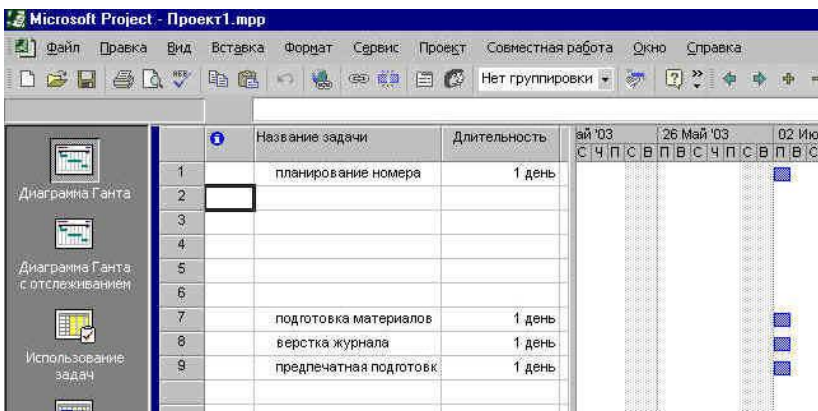 Microsoft Project - Проект1.mpp
Файл Правка Вид Вставка Формат Сервис Проект Совместная работа Окно Справка
Нет группировки
Название задачи Длительность ай '03 26 Май '03 02 Ию
С Ч П С В П В С Ч П С В П В С
1 планирование номера 1 день
2
3
4
5
6
7 подготовка материалов 1 день
8 верстка журнала 1 день
9 предпечатная подготовк 1 день
Диаграмма Ганта
Диаграмма Ганта
с отслеживанием
Использование
задач